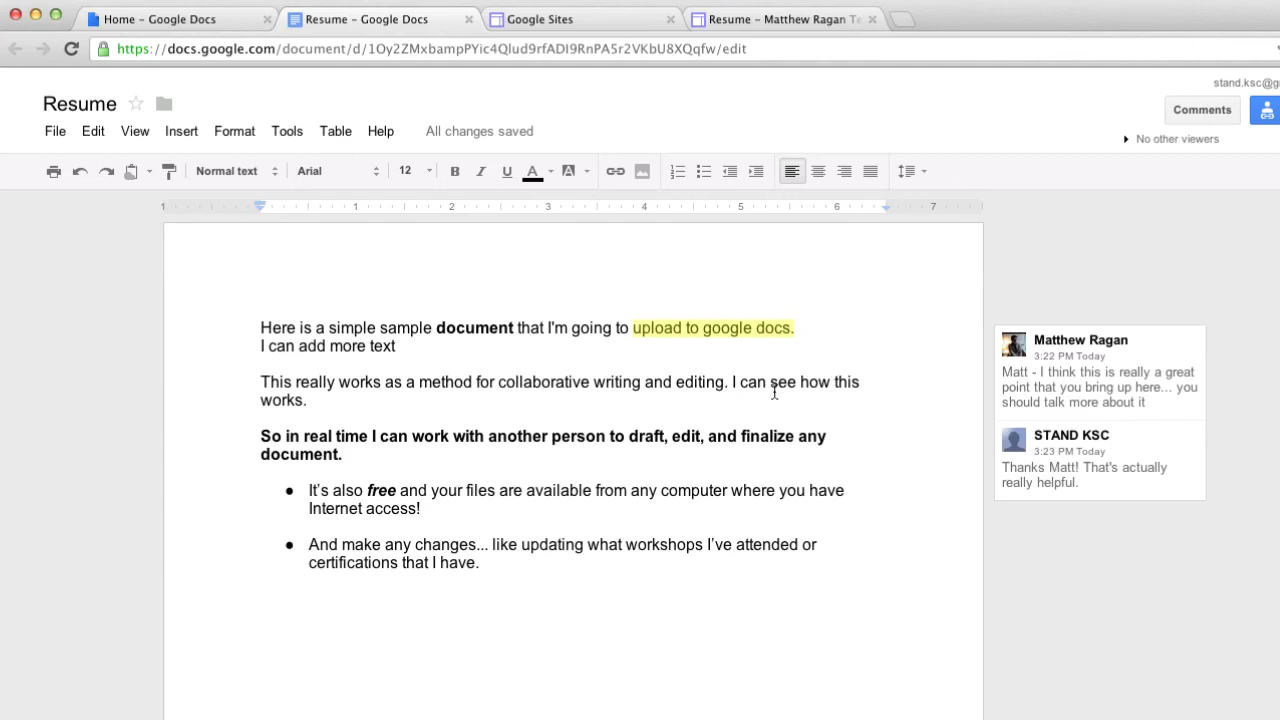 Home – Google Docs
Resume – Google Docs
Google Sites
Resume – Matthew Ragan Te
https://docs.google.com/document/d/1Oy2ZMxbampPYic4Qlud9rfADI9RnPA5r2VKbU8XQqfw/edit
stand.ksc@g
Resume
Comments
File Edit View Insert Format Tools Table Help All changes saved
No other viewers
Normal text Arial 12 B I U A A
1 1 2 3 4 5 6 7
Here is a simple sample document that I'm going to upload to google docs.
I can add more text
This really works as a method for collaborative writing and editing. I can see how this
works.
So in real time I can work with another person to draft, edit, and finalize any
document.
● It’s also free and your files are available from any computer where you have
Internet access!
● And make any changes... like updating what workshops I’ve attended or
certifications that I have.
Matthew Ragan
3:22 PM Today
Matt - I think this is really a great
point that you bring up here... you
should talk more about it
STAND KSC
3:23 PM Today
Thanks Matt! That's actually
really helpful.